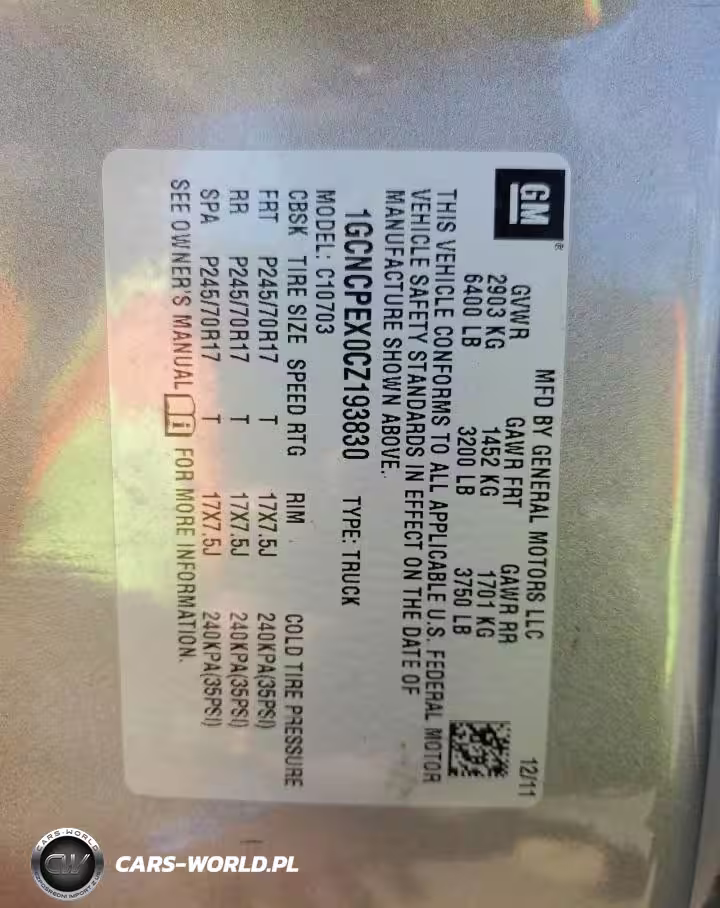 GM
®
MFD BY GENERAL MOTORS LLC 12/11
GVWR GAWR FRT GAWR RR
2903 KG 1452 KG 1701 KG
6400 LB 3200 LB 3750 LB
THIS VEHICLE CONFORMS TO ALL APPLICABLE U.S. FEDERAL MOTOR
VEHICLE SAFETY STANDARDS IN EFFECT ON THE DATE OF
MANUFACTURE SHOWN ABOVE.
1GCNCPEX0CZ193830 TYPE: TRUCK
MODEL: C10703
CBSK TIRE SIZE SPEED RTG RIM COLD TIRE PRESSURE
FRT P245/70R17 T 17X7.5J 240KPA(35PSI)
RR P245/70R17 T 17X7.5J 240KPA(35PSI)
SPA P245/70R17 T 17X7.5J 240KPA(35PSI)
SEE OWNER'S MANUAL FOR MORE INFORMATION.
CARS-WORLD
CW
CARS-WORLD.PL